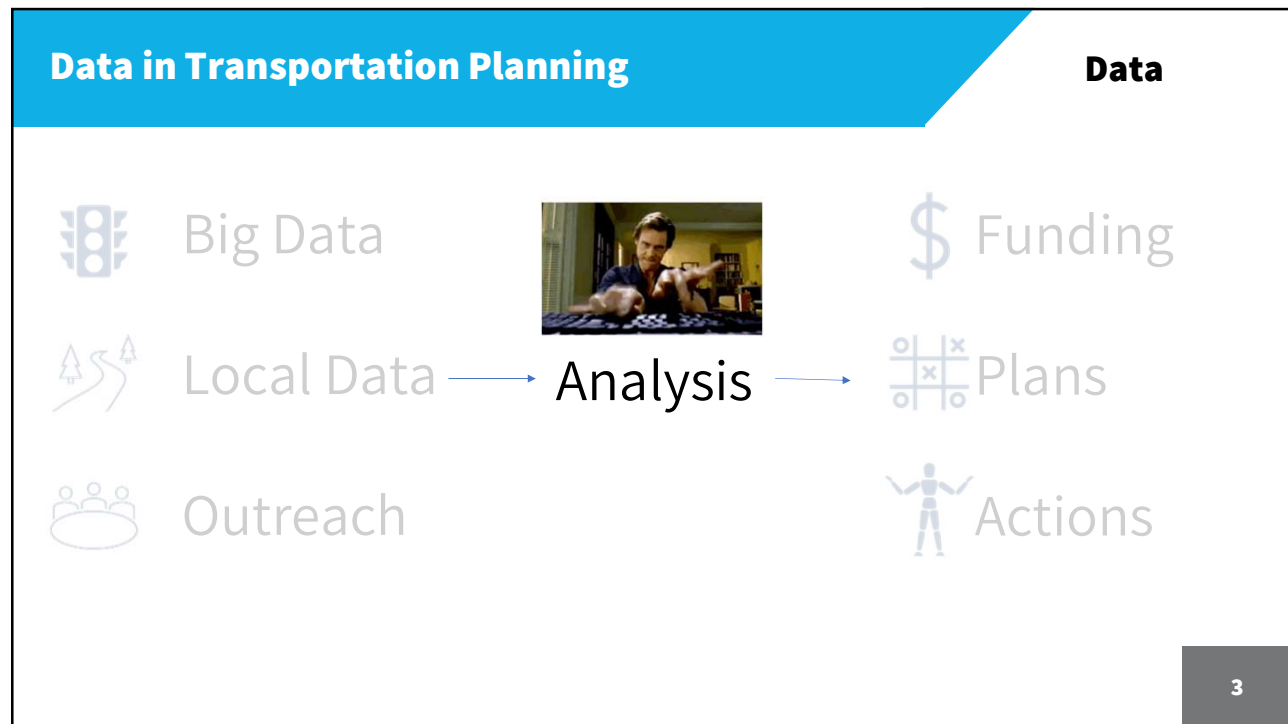 Data in Transportation Planning
Data
Big Data
Local Data
Outreach
Analysis
Funding
Plans
Actions
3